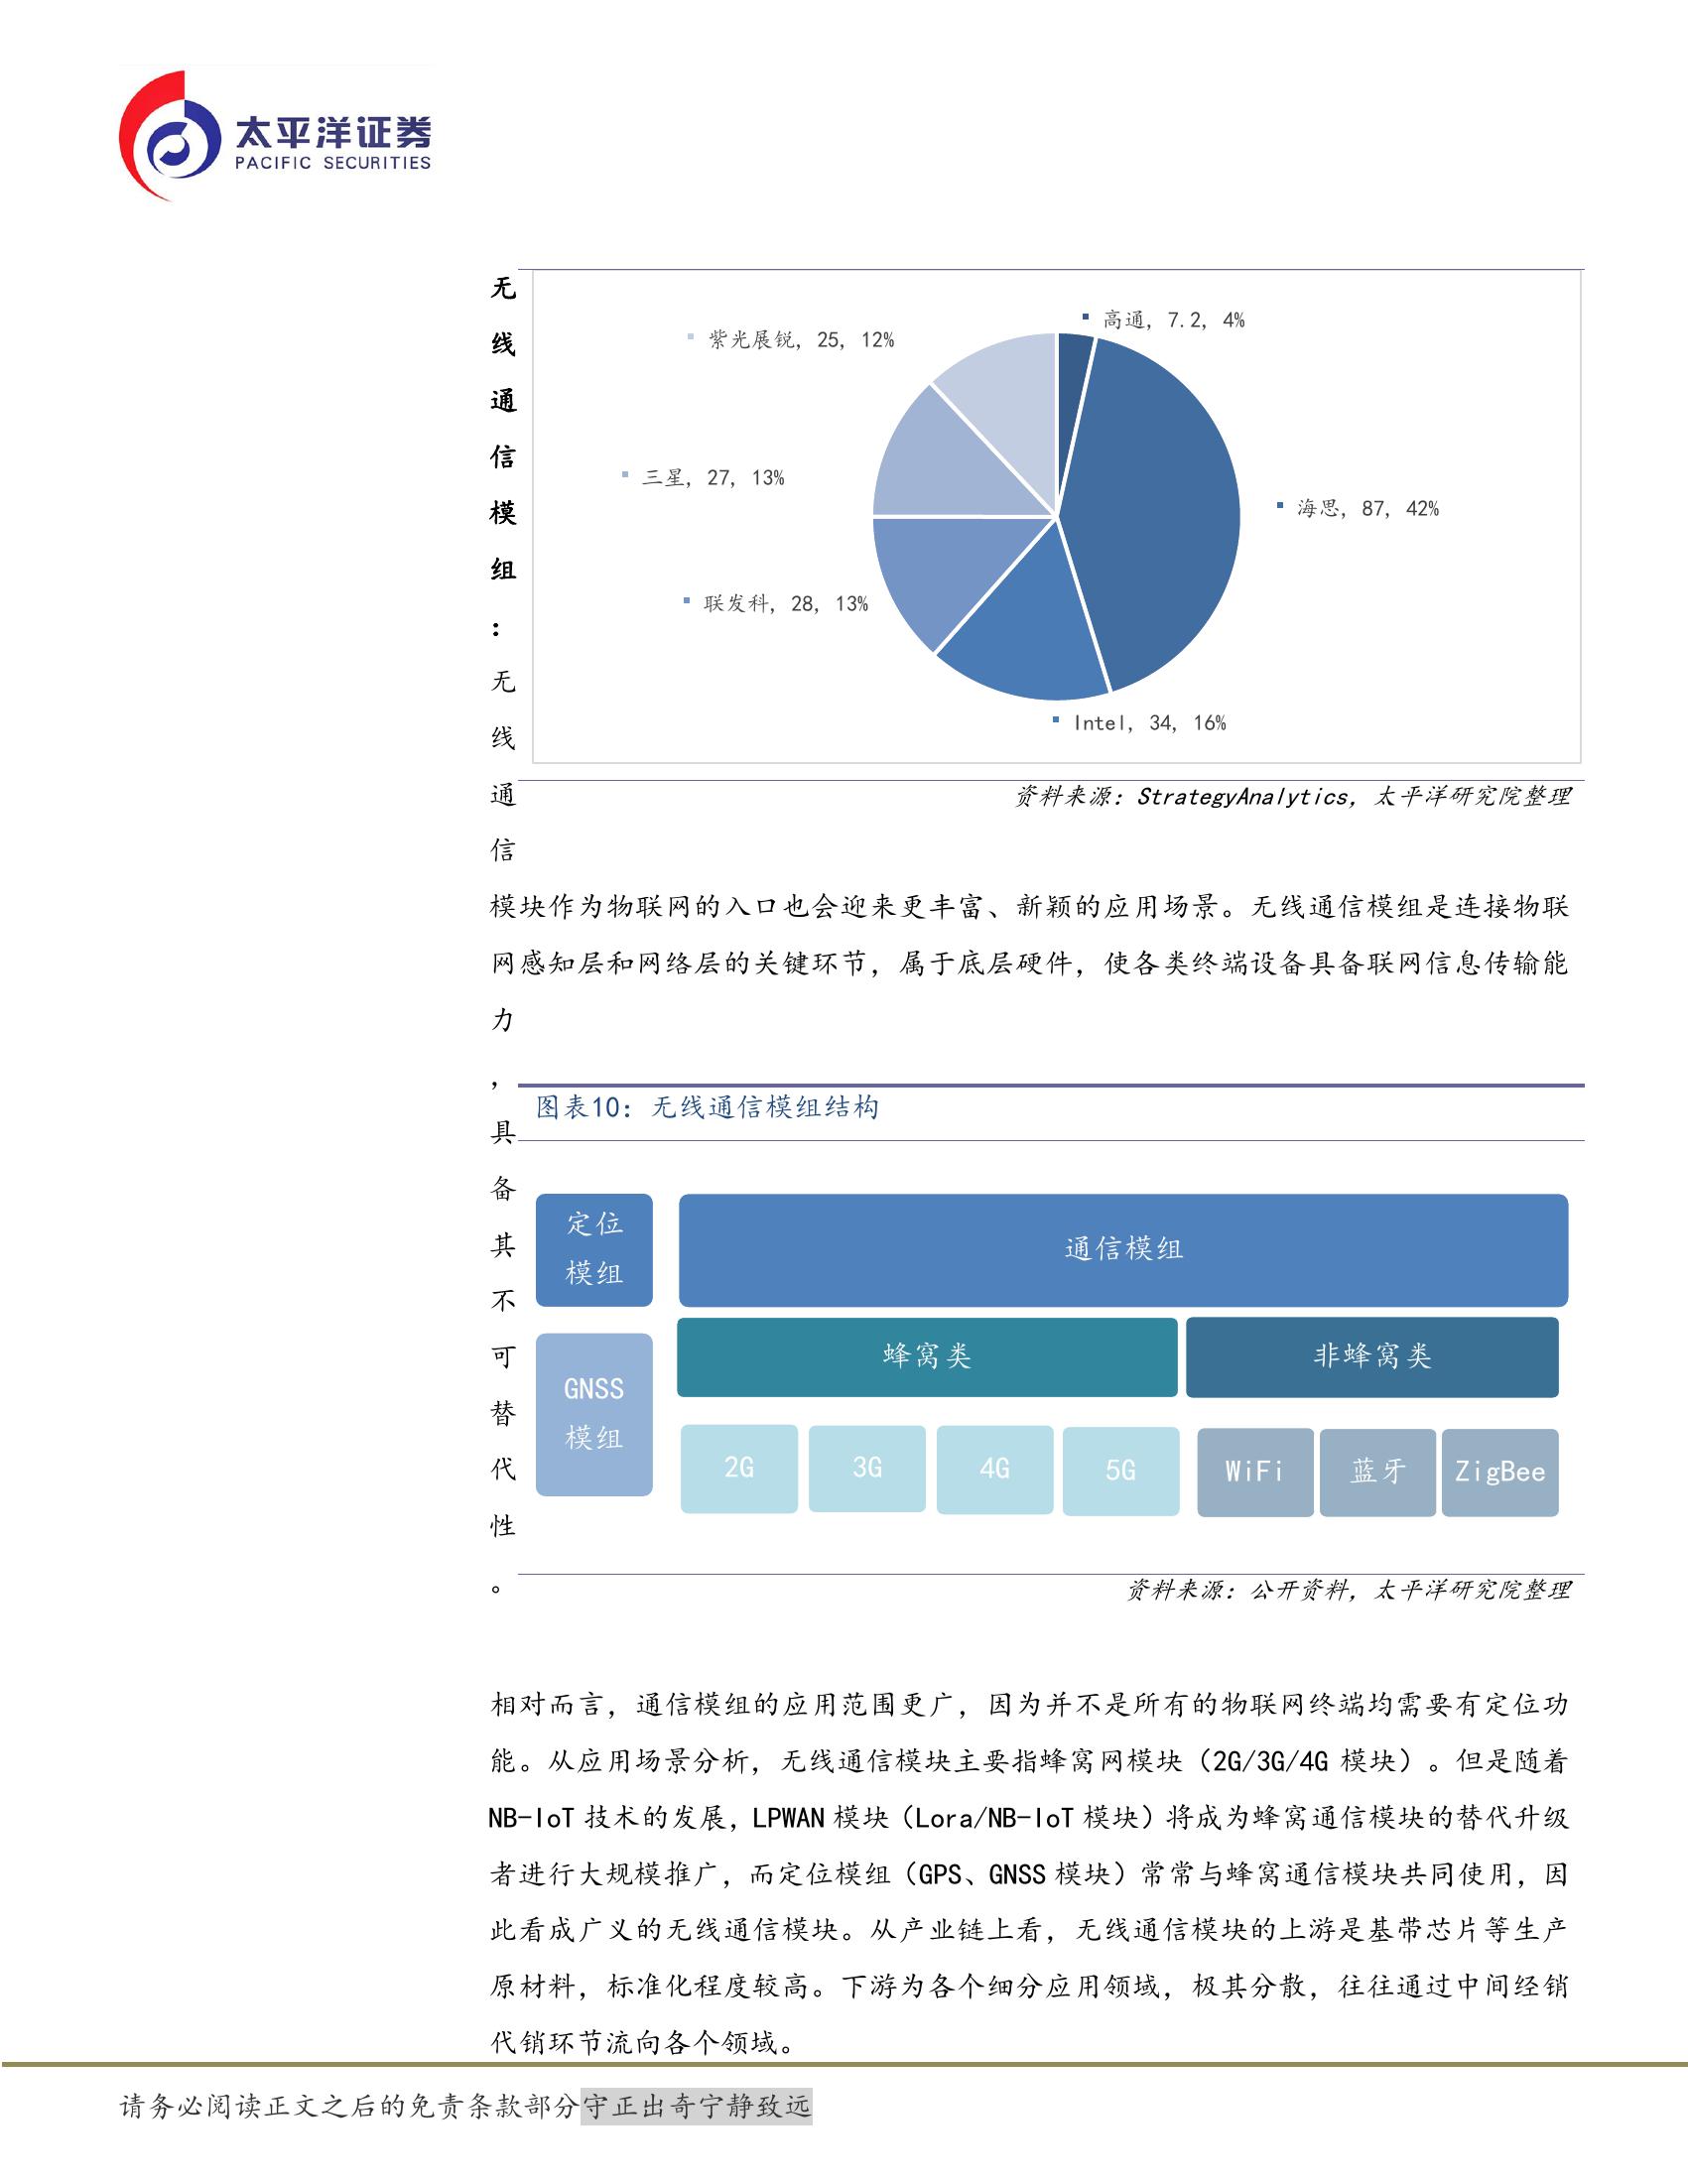 太平洋证券
PACIFIC SECURITIES
高通, 7.2, 4%
紫光展锐, 25, 12%
三星, 27, 13%
海思, 87, 42%
联发科, 28, 13%
Intel, 34, 16%
资料来源：StrategyAnalytics，太平洋研究院整理
无
线
通
信
模
组
：
无
线
通
信
模块作为物联网的入口也会迎来更丰富、新颖的应用场景。无线通信模组是连接物联
网感知层和网络层的关键环节，属于底层硬件，使各类终端设备具备联网信息传输能
力
，
具
备
其
不
可
替
代
性
。
图表10：无线通信模组结构
定位
模组
通信模组
蜂窝类
非蜂窝类
GNSS
模组
2G
3G
4G
5G
WiFi
蓝牙
ZigBee
资料来源：公开资料，太平洋研究院整理
相对而言，通信模组的应用范围更广，因为并不是所有的物联网终端均需要有定位功
能。从应用场景分析，无线通信模块主要指蜂窝网模块（2G/3G/4G 模块）。但是随着
NB-IoT 技术的发展，LPWAN 模块（Lora/NB-IoT 模块）将成为蜂窝通信模块的替代升级
者进行大规模推广，而定位模组（GPS、GNSS 模块）常常与蜂窝通信模块共同使用，因
此看成广义的无线通信模块。从产业链上看，无线通信模块的上游是基带芯片等生产
原材料，标准化程度较高。下游为各个细分应用领域，极其分散，往往通过中间经销
代销环节流向各个领域。
请务必阅读正文之后的免责条款部分守正出奇宁静致远